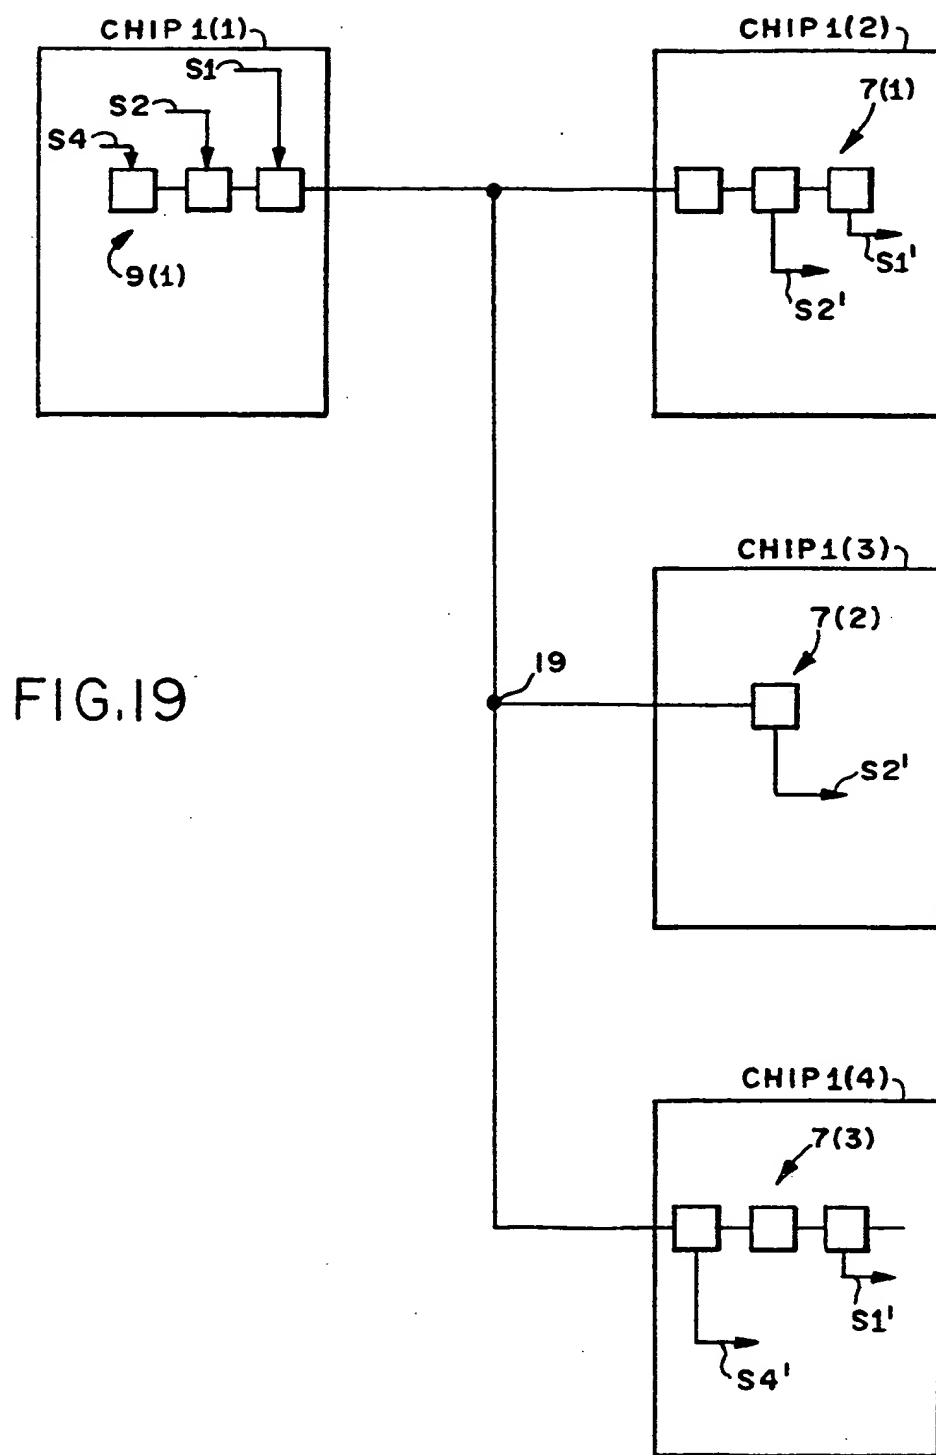 CHIP 1(1)
S1
S2
S4
9(1)
CHIP 1(2)
7(1)
S1'
S2'
CHIP 1(3)
7(2)
19
S2'
FIG.19
CHIP 1(4)
7(3)
S1'
S4'